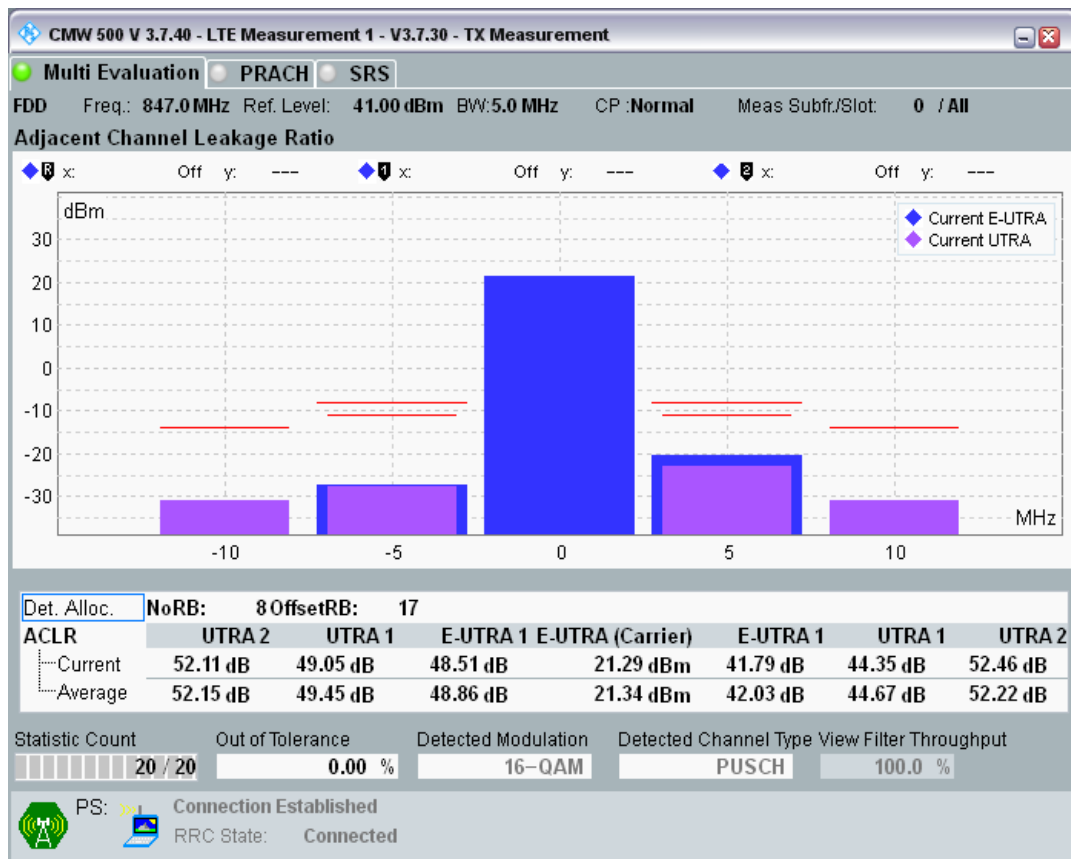 CMW 500 V 3.7.40 - LTE Measurement 1 - V3.7.30 - TX Measurement
Multi Evaluation PRACH SRS
FDD Freq.: 847.0 MHz Ref. Level: 41.00 dBm BW:5.0 MHz CP :Normal Meas Subfr./Slot: 0 / All
Adjacent Channel Leakage Ratio
R x: Off y: --- 1 x: Off y: --- 2 x: Off y: ---
dBm
Current E-UTRA
Current UTRA
30
20
10
0
-10
-20
-30
MHz
-10 -5 0 5 10
Det. Alloc. NoRB: 8 OffsetRB: 17
ACLR UTRA 2 UTRA 1 E-UTRA 1 E-UTRA (Carrier) E-UTRA 1 UTRA 1 UTRA 2
Current 52.11 dB 49.05 dB 48.51 dB 21.29 dBm 41.79 dB 44.35 dB 52.46 dB
Average 52.15 dB 49.45 dB 48.86 dB 21.34 dBm 42.03 dB 44.67 dB 52.22 dB
Statistic Count Out of Tolerance Detected Modulation Detected Channel Type View Filter Throughput
20 / 20 0.00 % 16-QAM PUSCH 100.0 %
PS: Connection Established
RRC State: Connected